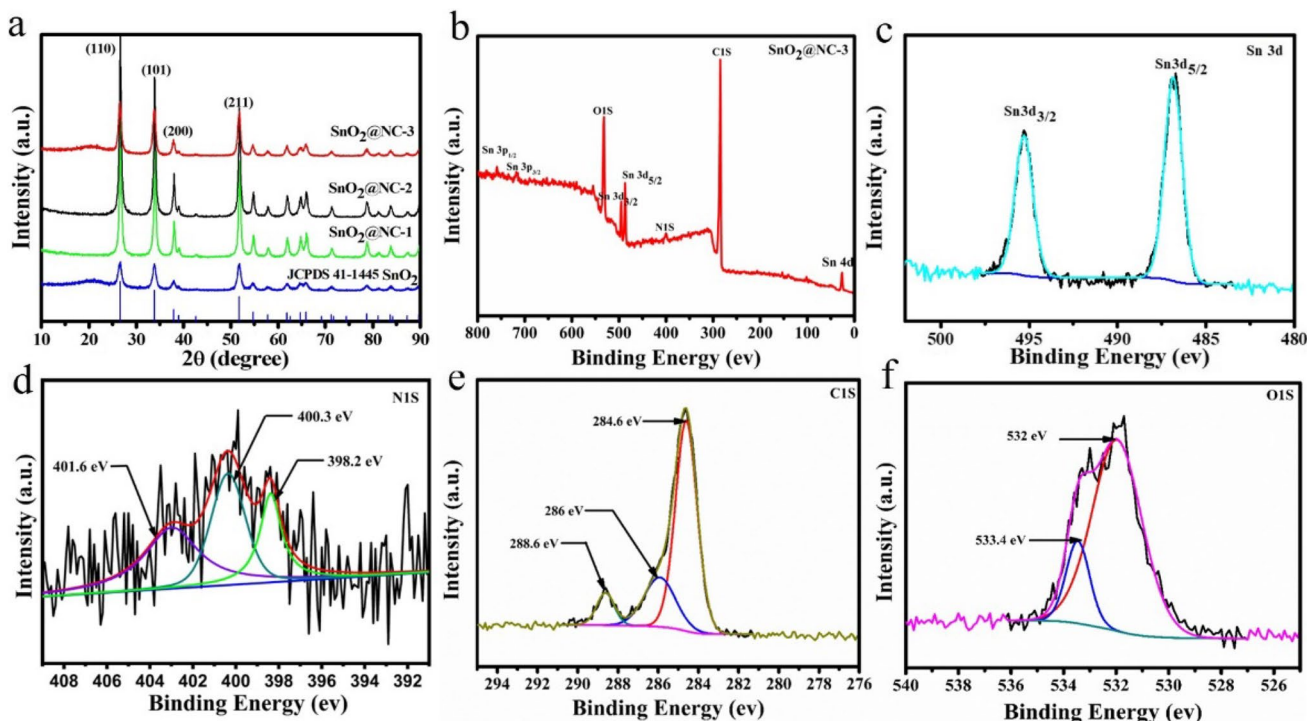 a
Intensity (a.u.)
(110)
(101)
(200)
(211)
SnO₂@NC-3
SnO₂@NC-2
SnO₂@NC-1
JCPDS 41-1445 SnO₂
10 20 30 40 50 60 70 80 90
2θ (degree)
b
SnO₂@NC-3
Intensity (a.u.)
C1S
O1S
Sn 3p1/2
Sn 3p3/2
Sn 3d5/2
Sn 3d3/2
N1S
Sn 4d
800 700 600 500 400 300 200 100 0
Binding Energy (ev)
c
Sn 3d
Intensity (a.u.)
Sn3d5/2
Sn3d3/2
500 495 490 485 480
Binding Energy (ev)
d
N1S
Intensity (a.u.)
400.3 eV
401.6 eV
398.2 eV
408 406 404 402 400 398 396 394 392
Binding Energy (ev)
e
C1S
Intensity (a.u.)
284.6 eV
286 eV
288.6 eV
294 292 290 288 286 284 282 280 278 276
Binding Energy (ev)
f
O1S
Intensity (a.u.)
532 eV
533.4 eV
540 538 536 534 532 530 528 526
Binding Energy (ev)